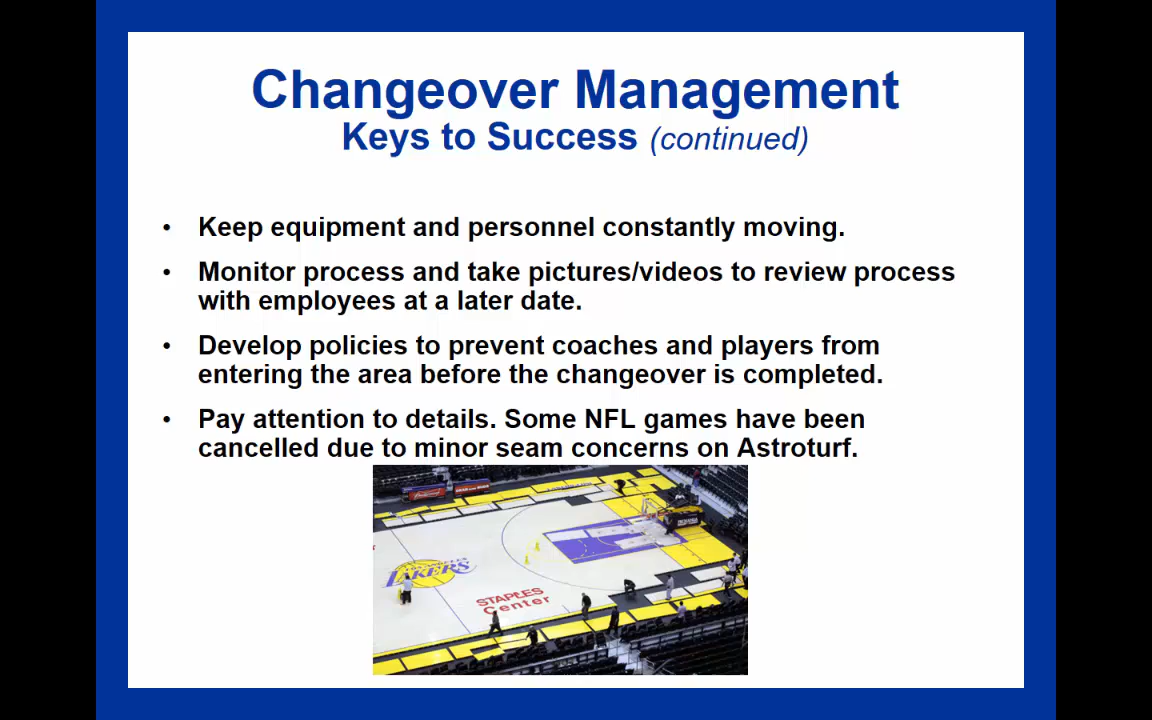 Changeover Management
Keys to Success (continued)
• Keep equipment and personnel constantly moving.
• Monitor process and take pictures/videos to review process
with employees at a later date.
• Develop policies to prevent coaches and players from
entering the area before the changeover is completed.
• Pay attention to details. Some NFL games have been
cancelled due to minor seam concerns on Astroturf.
LAKERS
STAPLES
Center